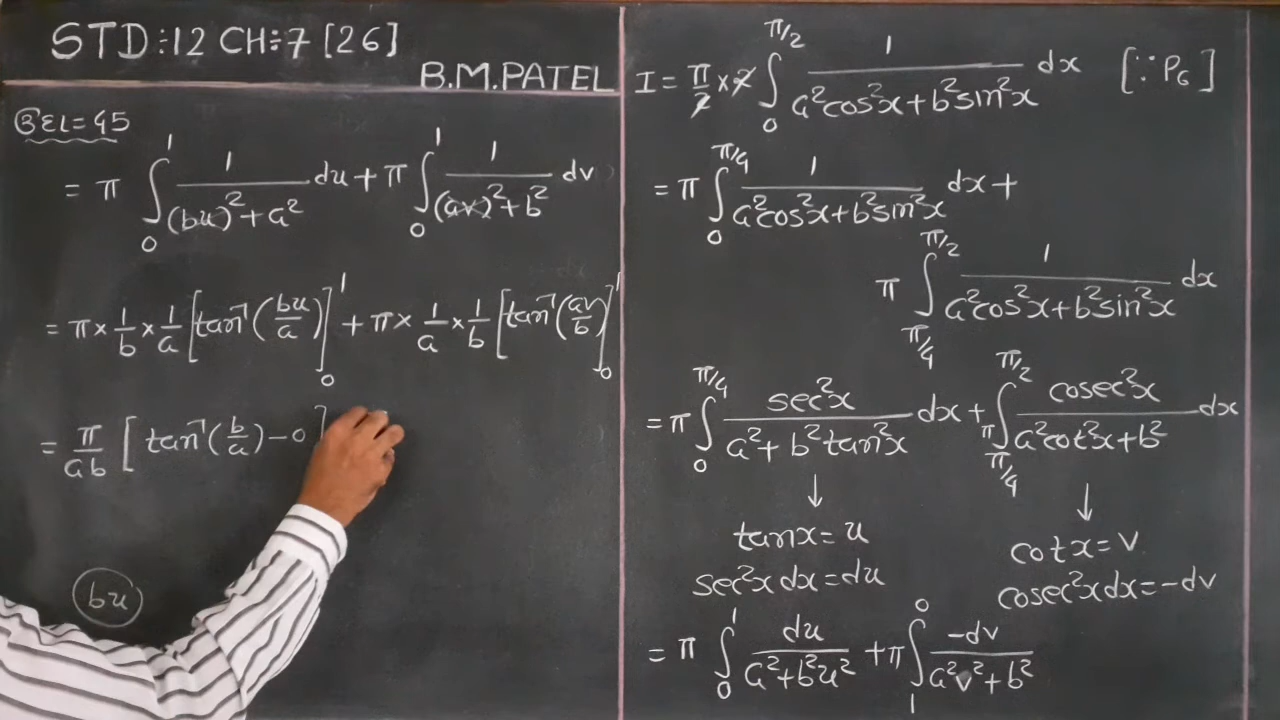 STD:12 CH:7 [26]
B.M.PATEL
= π ∫₀¹ 1/((bu)²+a²) du + π ∫₀¹ 1/((av)²+b²) dv
= π × 1/b × 1/a [tan⁻¹(bu/a)]₀¹ + π × 1/a × 1/b [tan⁻¹(av/b)]₀¹
= π/ab [tan⁻¹(b/a) − 0]
bu
I = π/2 × 2 ∫₀^(π/2) 1/(a²cos²x+b²sin²x) dx [∵ P₆]
= π ∫₀^(π/4) 1/(a²cos²x+b²sin²x) dx +
π ∫_(π/4)^(π/2) 1/(a²cos²x+b²sin²x) dx
= π ∫₀^(π/4) sec²x/(a²+b²tan²x) dx + π ∫_(π/4)^(π/2) cosec²x/(a²cot²x+b²) dx
↓ ↓
tanx = u cotx = v
sec²x dx = du cosec²x dx = −dv
= π ∫₀¹ du/(a²+b²u²) + π ∫₁⁰ −dv/(a²v²+b²)